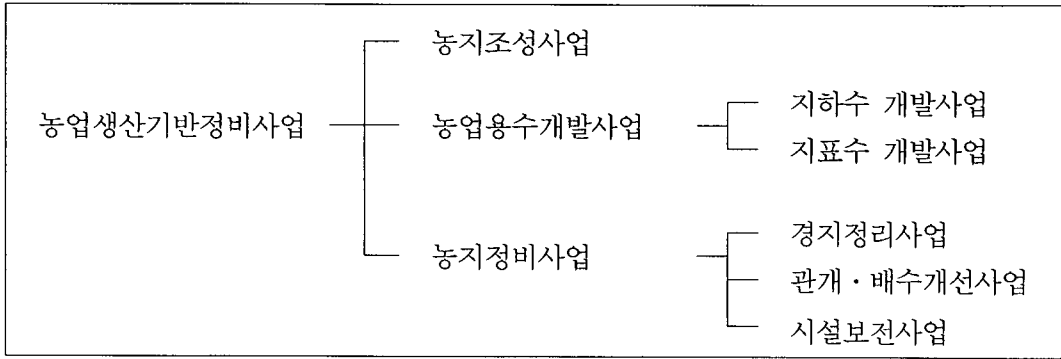 농지조성사업
농업생산기반정비사업 농업용수개발사업 지하수 개발사업
지표수 개발사업
농지정비사업 경지정리사업
관개·배수개선사업
시설보전사업